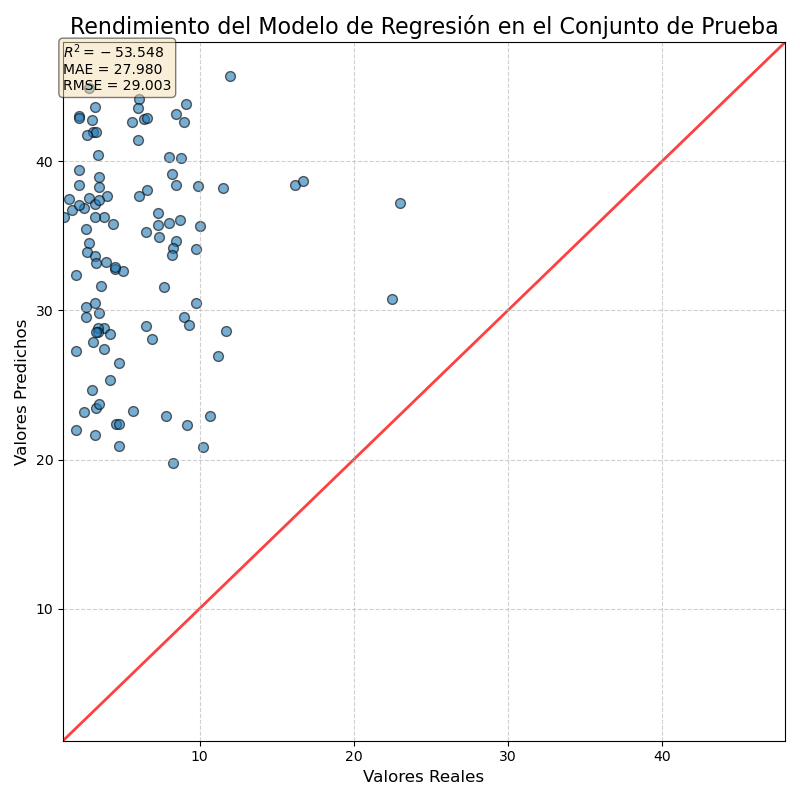 Rendimiento del Modelo de Regresión en el Conjunto de Prueba
R² = −53.548
MAE = 27.980
RMSE = 29.003
Valores Predichos
40
30
20
10
10 20 30 40
Valores Reales